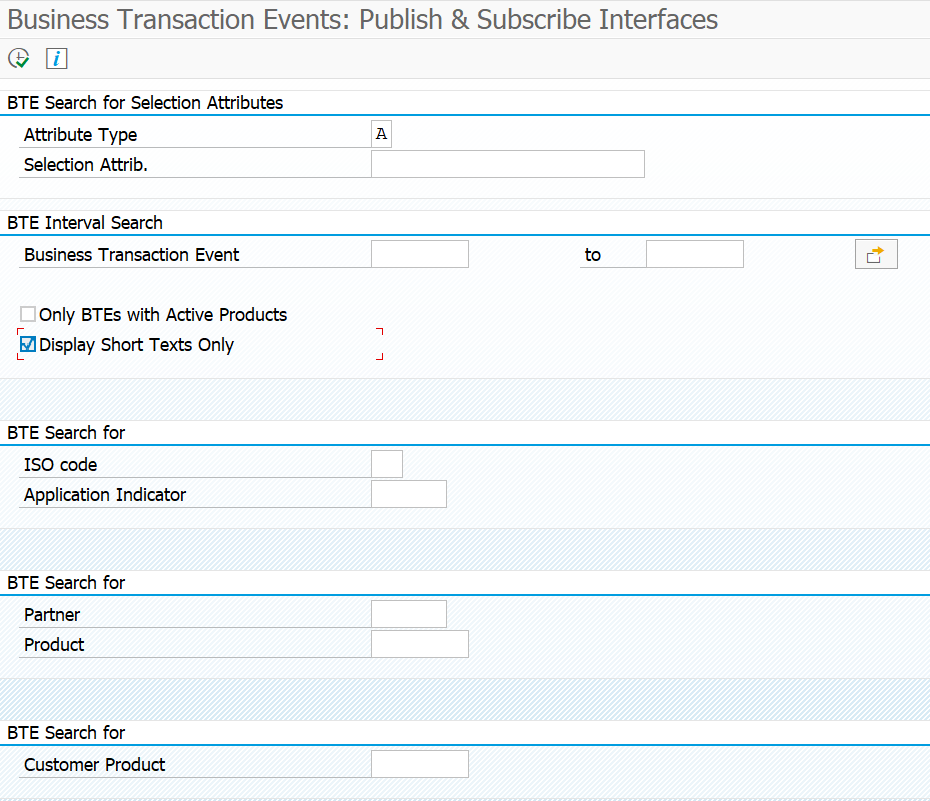 Business Transaction Events: Publish & Subscribe Interfaces
i
BTE Search for Selection Attributes
Attribute Type A
Selection Attrib.
BTE Interval Search
Business Transaction Event to
Only BTEs with Active Products
Display Short Texts Only
BTE Search for
ISO code
Application Indicator
BTE Search for
Partner
Product
BTE Search for
Customer Product